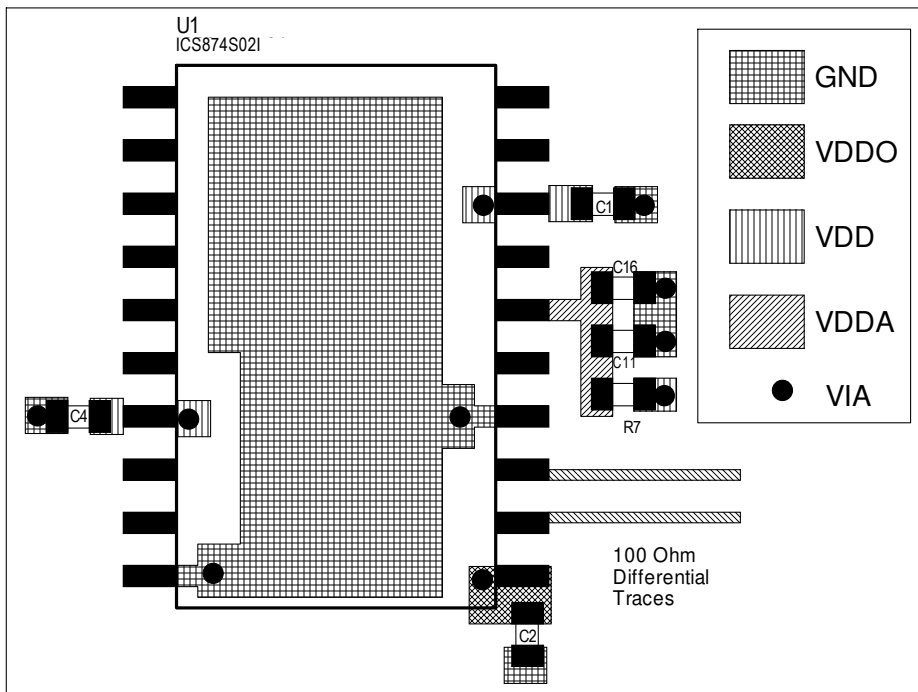 U1
ICS874S02I
C1
C16
C11
R7
C4
C2
100 Ohm
Differential
Traces
GND
VDDO
VDD
VDDA
VIA